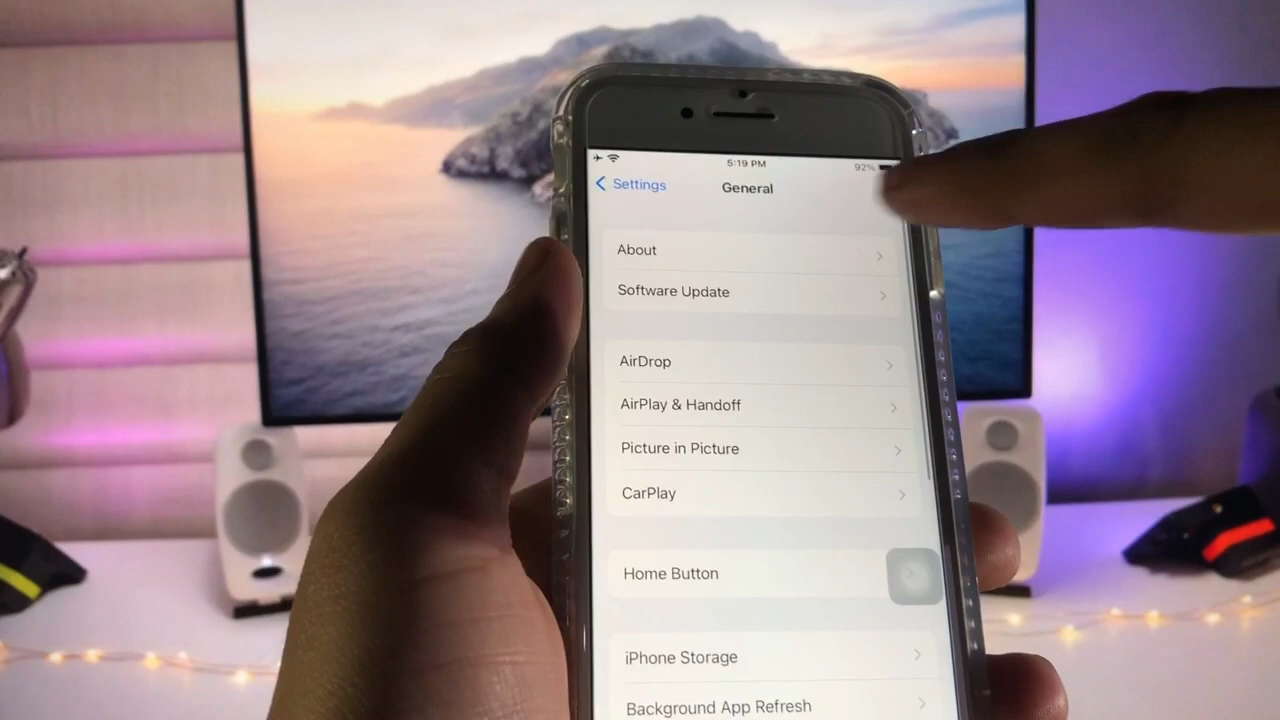 5:19 PM 92%
Settings General
About
Software Update
AirDrop
AirPlay & Handoff
Picture in Picture
CarPlay
Home Button
iPhone Storage
Background App Refresh